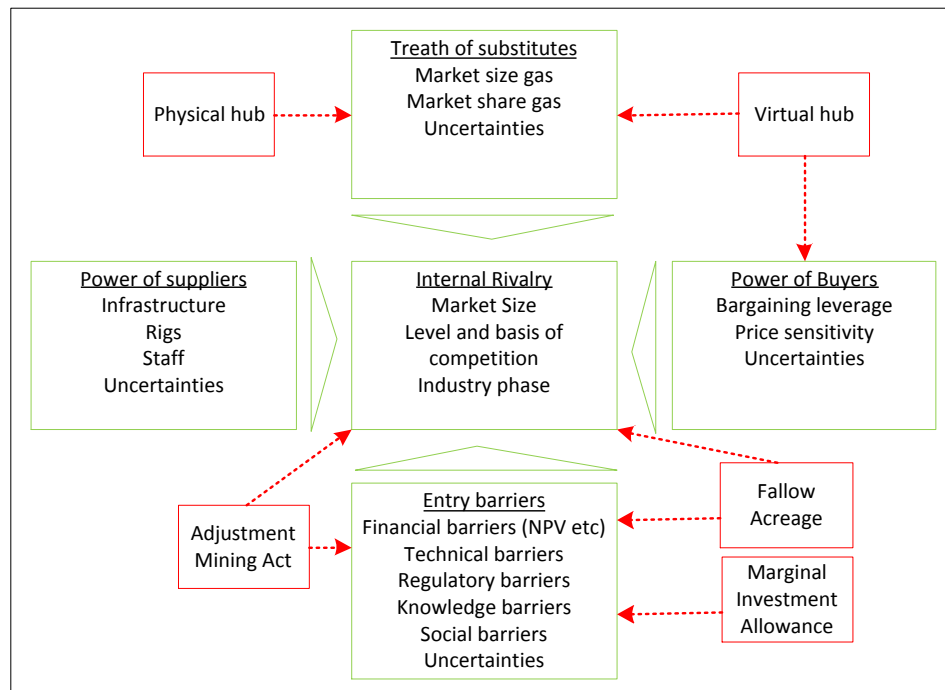 Treath of substitutes
Market size gas
Market share gas
Uncertainties
Physical hub
Virtual hub
Power of suppliers
Infrastructure
Rigs
Staff
Uncertainties
Internal Rivalry
Market Size
Level and basis of
competition
Industry phase
Power of Buyers
Bargaining leverage
Price sensitivity
Uncertainties
Adjustment
Mining Act
Entry barriers
Financial barriers (NPV etc)
Technical barriers
Regulatory barriers
Knowledge barriers
Social barriers
Uncertainties
Fallow
Acreage
Marginal
Investment
Allowance